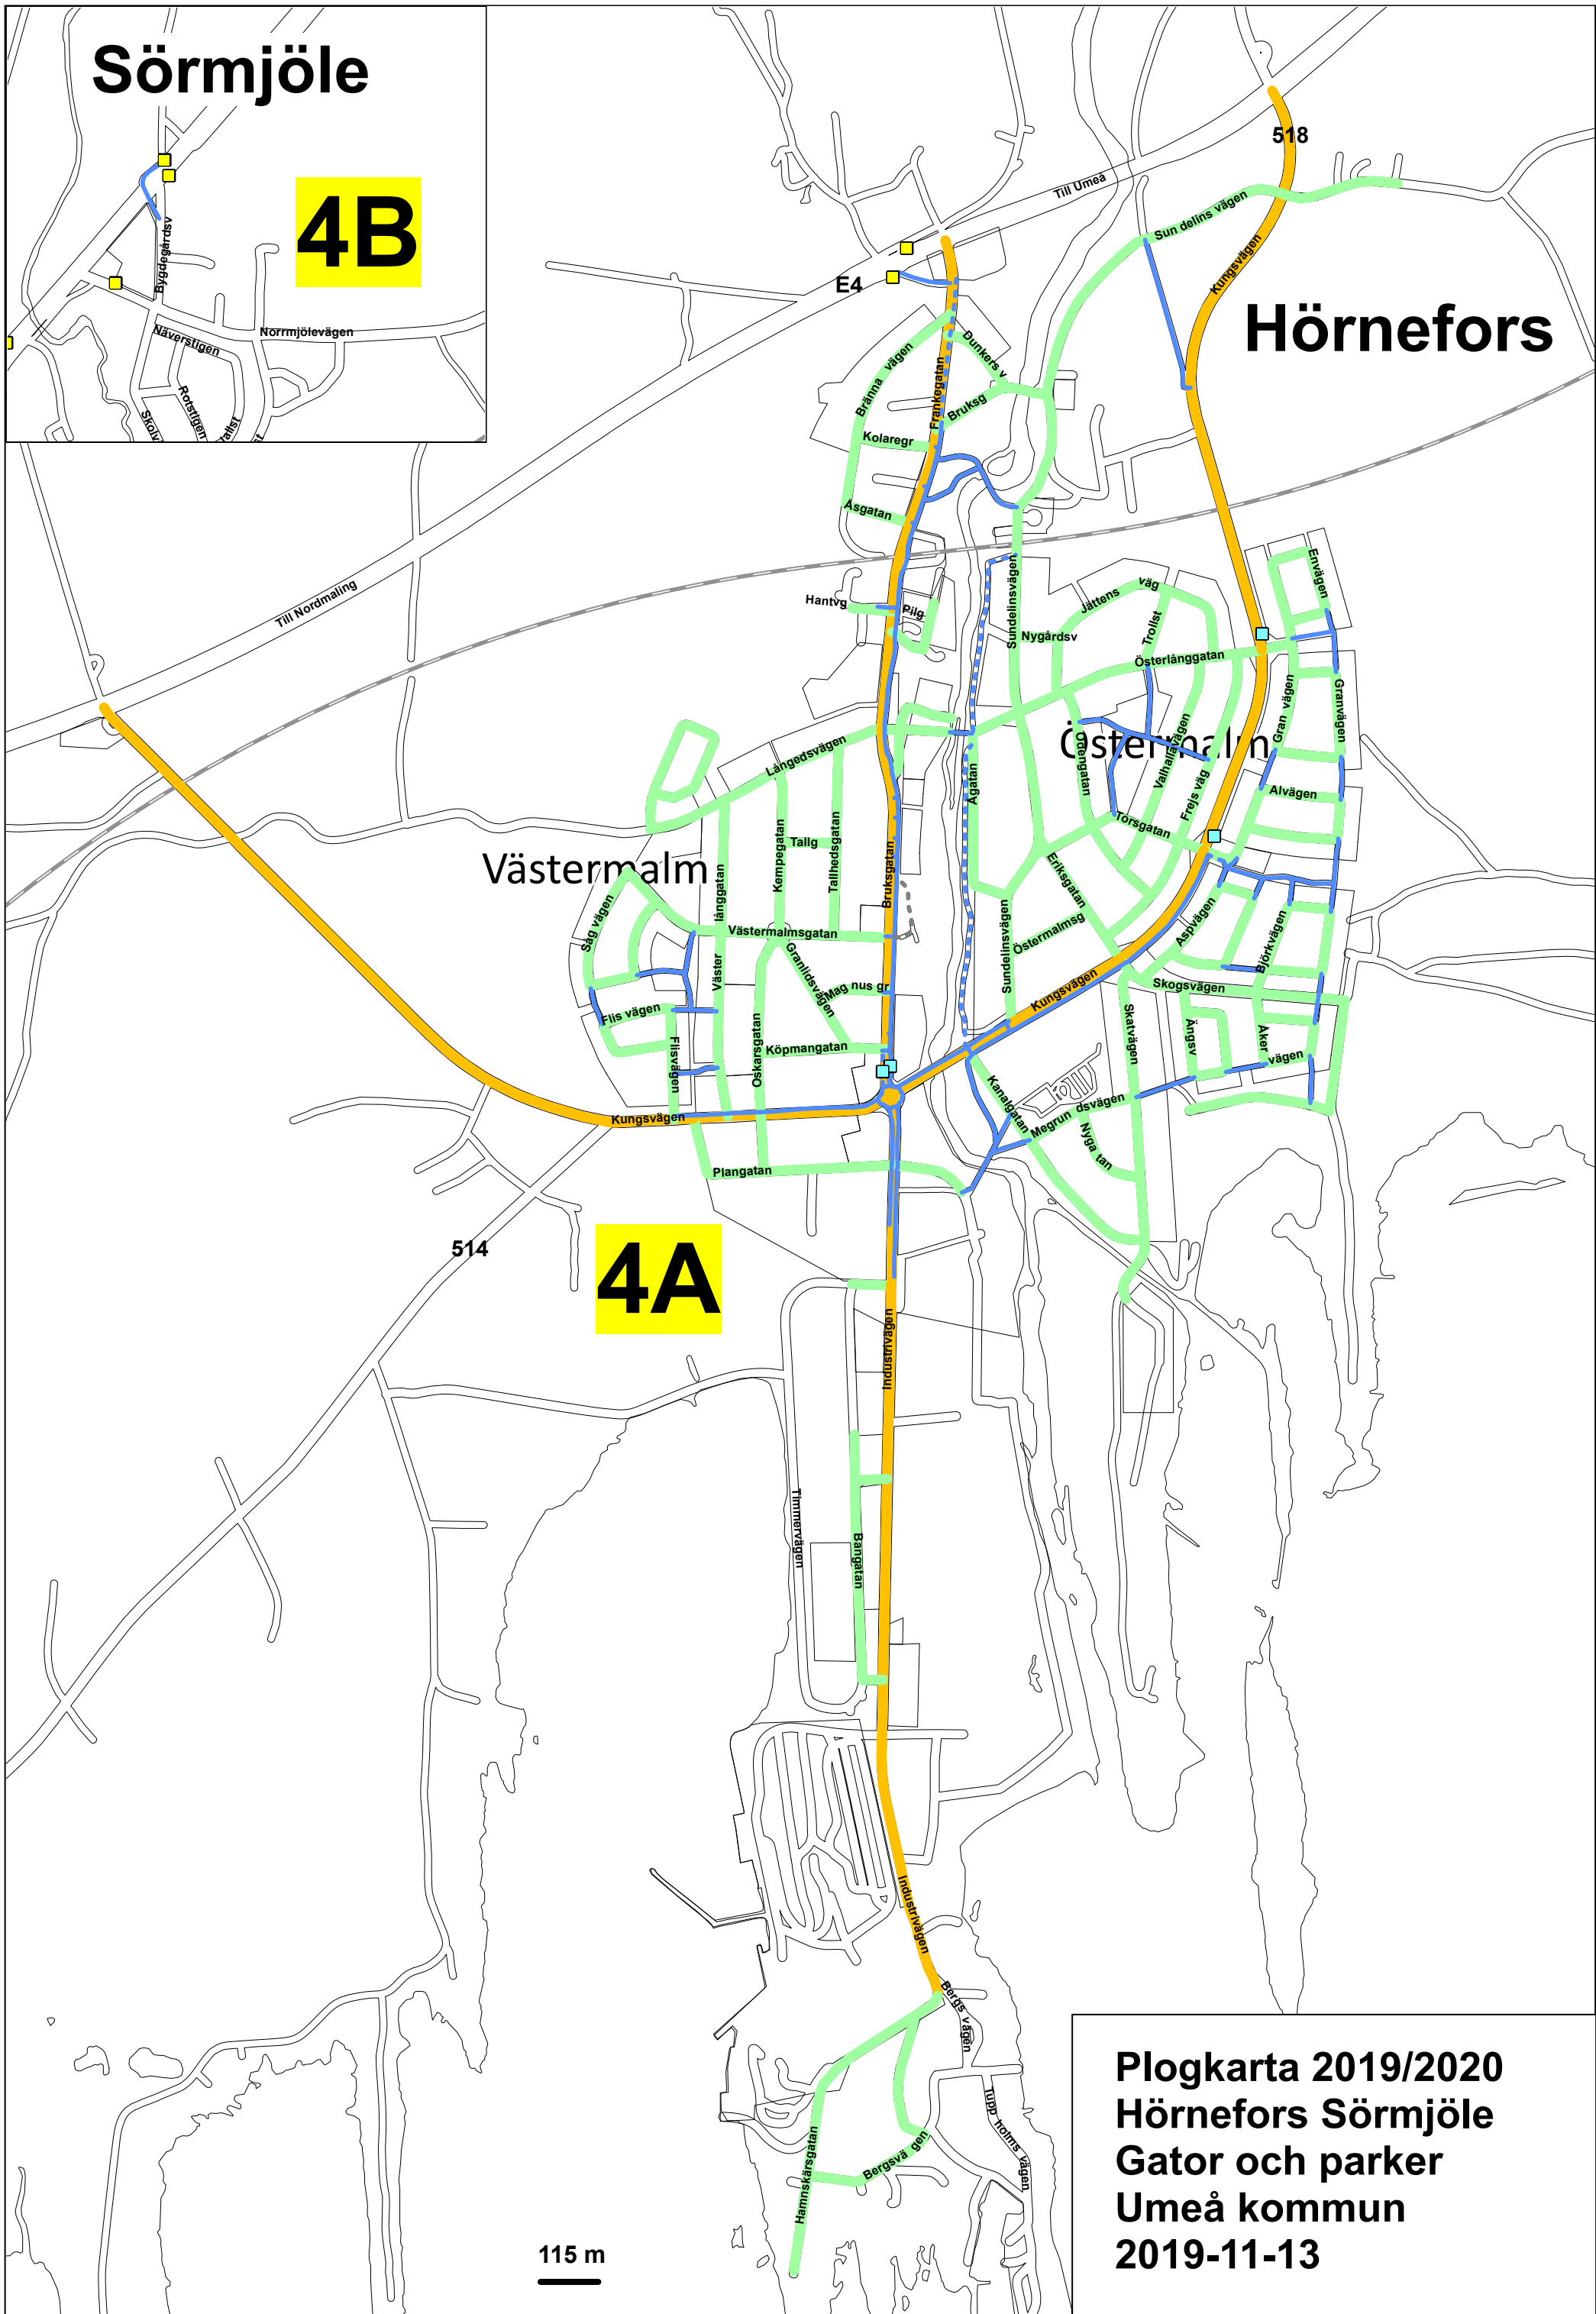 Sörmjöle
4B
Bygdegårdsv
Näverstigen
Norrmjölevägen
Rotstigen
Skolv
518
Till Umeå
Sun delins vägen
Kungsvägen
E4
Hörnefors
Bränna vägen
Dunkers v
Frankegatan
Bruksg
Kolaregr
Åsgatan
Till Nordmaling
Hantvg
Pilg
Sundelinsvägen
Nygårdsv
Jättens väg
Trollst
Österlånggatan
Envägen
Granvägen
Gran vägen
Östermalm
Odengatan
Valhallavägen
Frejs väg
Alvägen
Torsgatan
Ågatan
Långedsvägen
Kempegatan
Tallg
Tallhedsgatan
Bruksgatan
Västermalm
Såg vägen
Väster långgatan
Västermalmsgatan
Granlidsvägen
Mag nus gr
Köpmangatan
Oskarsgatan
Flis vägen
Flisvägen
Eriksgatan
Östermalmsg
Sundelinsvägen
Aspvägen
Björkvägen
Skogsvägen
Kungsvägen
Skatvägen
Ängsv
Åker vägen
Kanalgatan
Megrun dsvägen
Nyga tan
Kungsvägen
Plangatan
514
4A
Industrivägen
Timmervägen
Bangatan
Industrivägen
Bergs vägen
Tupp holms vägen
Bergsvä gen
Hamnskärsgatan
115 m
Plogkarta 2019/2020
Hörnefors Sörmjöle
Gator och parker
Umeå kommun
2019-11-13